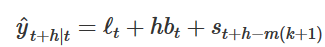 ŷ_{t+h|t} = ℓ_t + hb_t + s_{t+h−m(k+1)}